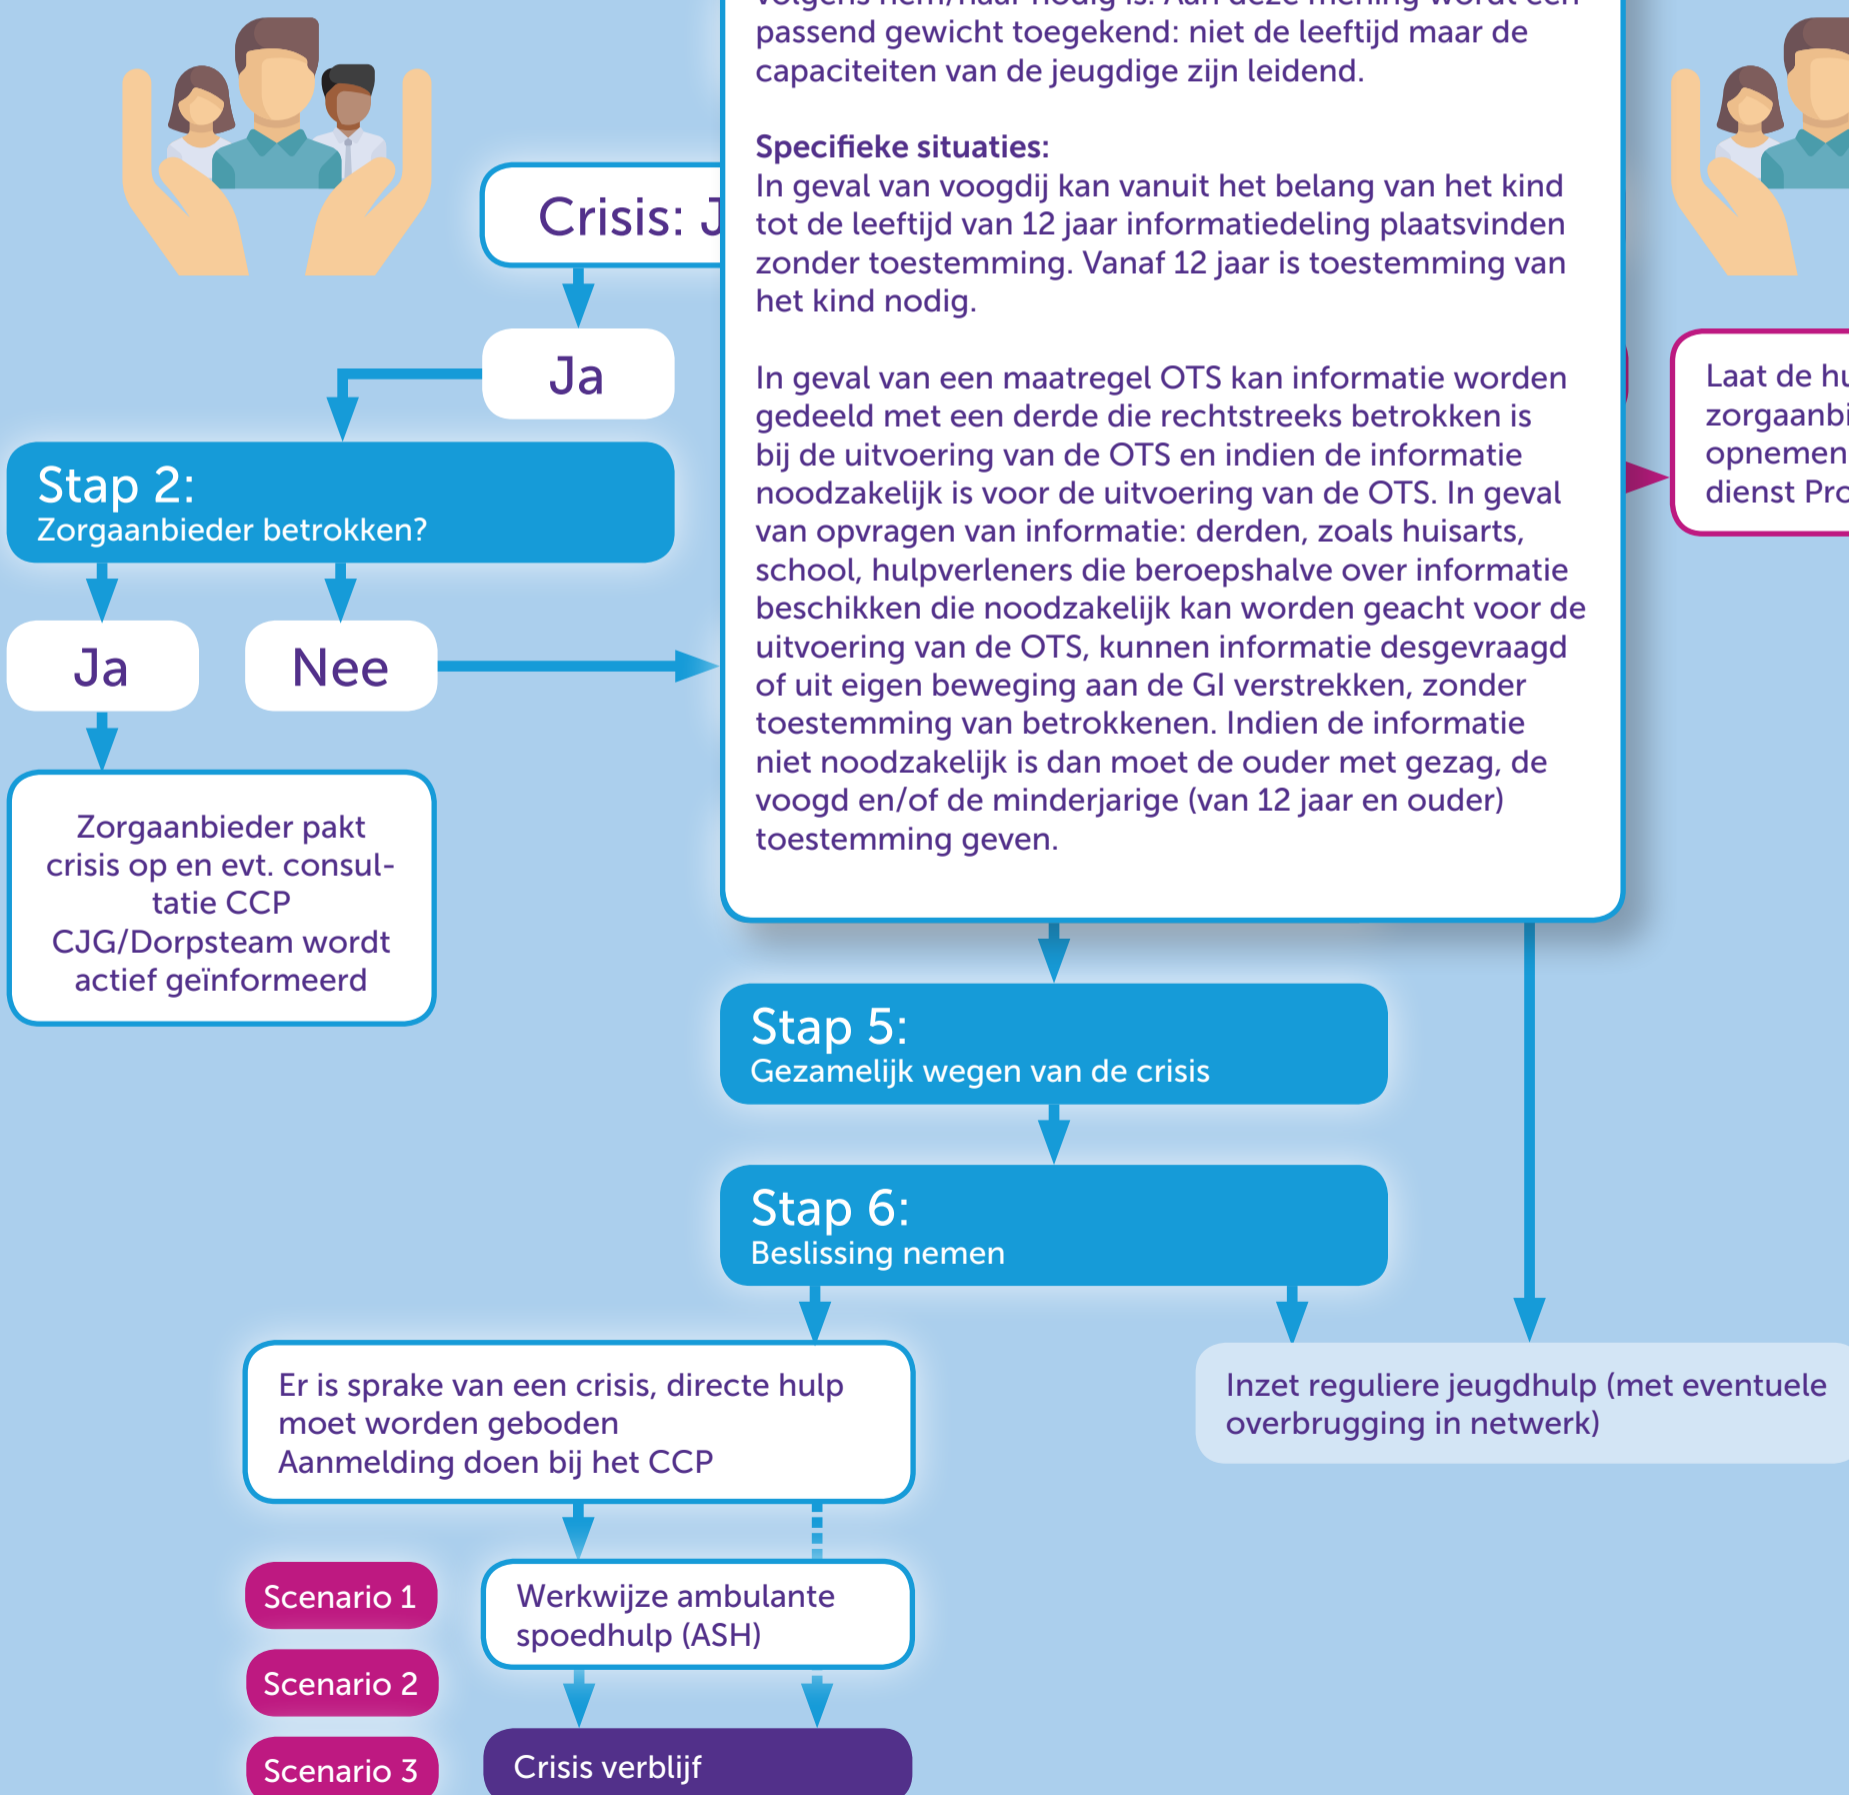 passend gewicht toegekend: niet de leeftijd maar de
capaciteiten van de jeugdige zijn leidend.
Specifieke situaties:
In geval van voogdij kan vanuit het belang van het kind
tot de leeftijd van 12 jaar informatiedeling plaatsvinden
zonder toestemming. Vanaf 12 jaar is toestemming van
het kind nodig.
In geval van een maatregel OTS kan informatie worden
gedeeld met een derde die rechtstreeks betrokken is
bij de uitvoering van de OTS en indien de informatie
noodzakelijk is voor de uitvoering van de OTS. In geval
van opvragen van informatie: derden, zoals huisarts,
school, hulpverleners die beroepshalve over informatie
beschikken die noodzakelijk kan worden geacht voor de
uitvoering van de OTS, kunnen informatie desgevraagd
of uit eigen beweging aan de GI verstrekken, zonder
toestemming van betrokkenen. Indien de informatie
niet noodzakelijk is dan moet de ouder met gezag, de
voogd en/of de minderjarige (van 12 jaar en ouder)
toestemming geven.
Crisis:
Ja
Stap 2:
Zorgaanbieder betrokken?
Ja
Nee
Zorgaanbieder pakt
crisis op en evt. consul-
tatie CCP
CJG/Dorpsteam wordt
actief geïnformeerd
Laat de
opnemen
dienst
Stap 5:
Gezamelijk wegen van de crisis
Stap 6:
Beslissing nemen
Er is sprake van een crisis, directe hulp
moet worden geboden
Aanmelding doen bij het CCP
Inzet reguliere jeugdhulp (met eventuele
overbrugging in netwerk)
Scenario 1
Scenario 2
Scenario 3
Werkwijze ambulante
spoedhulp (ASH)
Crisis verblijf